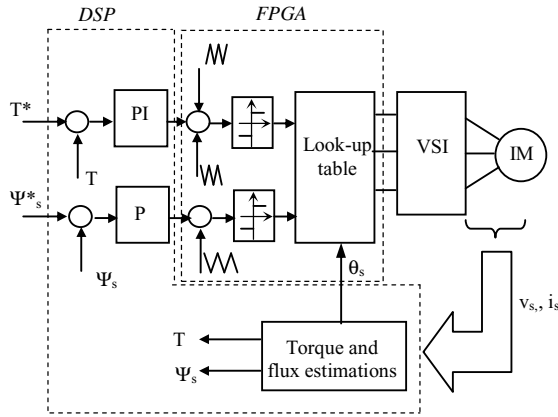 DSP
FPGA
T*
PI
T
Ψ*s
P
Ψs
Look-up
table
VSI
IM
θs
vs,, is
T
Ψs
Torque and
flux estimations